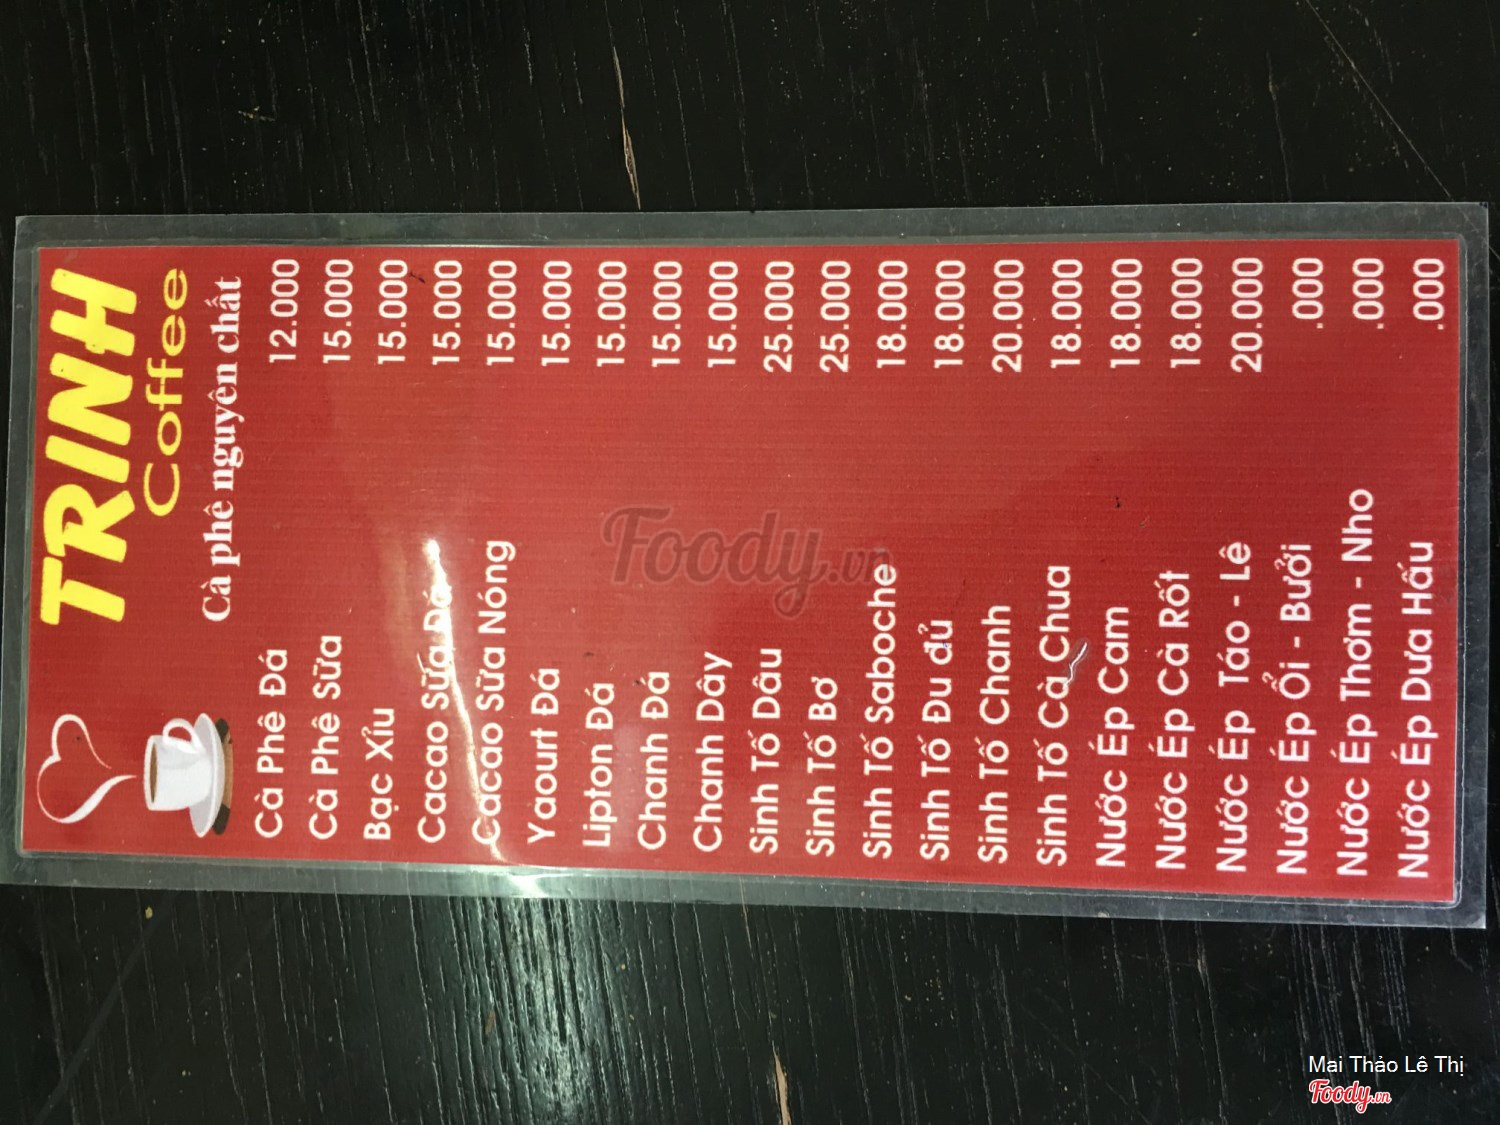 TRINH
Coffee
Cà phê nguyên chất
Cà Phê Đá 12.000
Cà Phê Sữa 15.000
Bạc Xỉu 15.000
Cacao Sữa Đá 15.000
Cacao Sữa Nóng 15.000
Yaourt Đá 15.000
Lipton Đá 15.000
Chanh Đá 15.000
Chanh Dây 15.000
Sinh Tố Dâu 25.000
Sinh Tố Bơ 25.000
Sinh Tố Saboche 18.000
Sinh Tố Đu đủ 18.000
Sinh Tố Chanh 20.000
Sinh Tố Cà Chua 18.000
Nước Ép Cam 18.000
Nước Ép Cà Rốt 18.000
Nước Ép Táo - Lê 20.000
Nước Ép Ổi - Bưởi .000
Nước Ép Thơm - Nho .000
Nước Ép Dưa Hấu .000
Foody.vn
Mai Thảo Lê Thị
Foody.vn